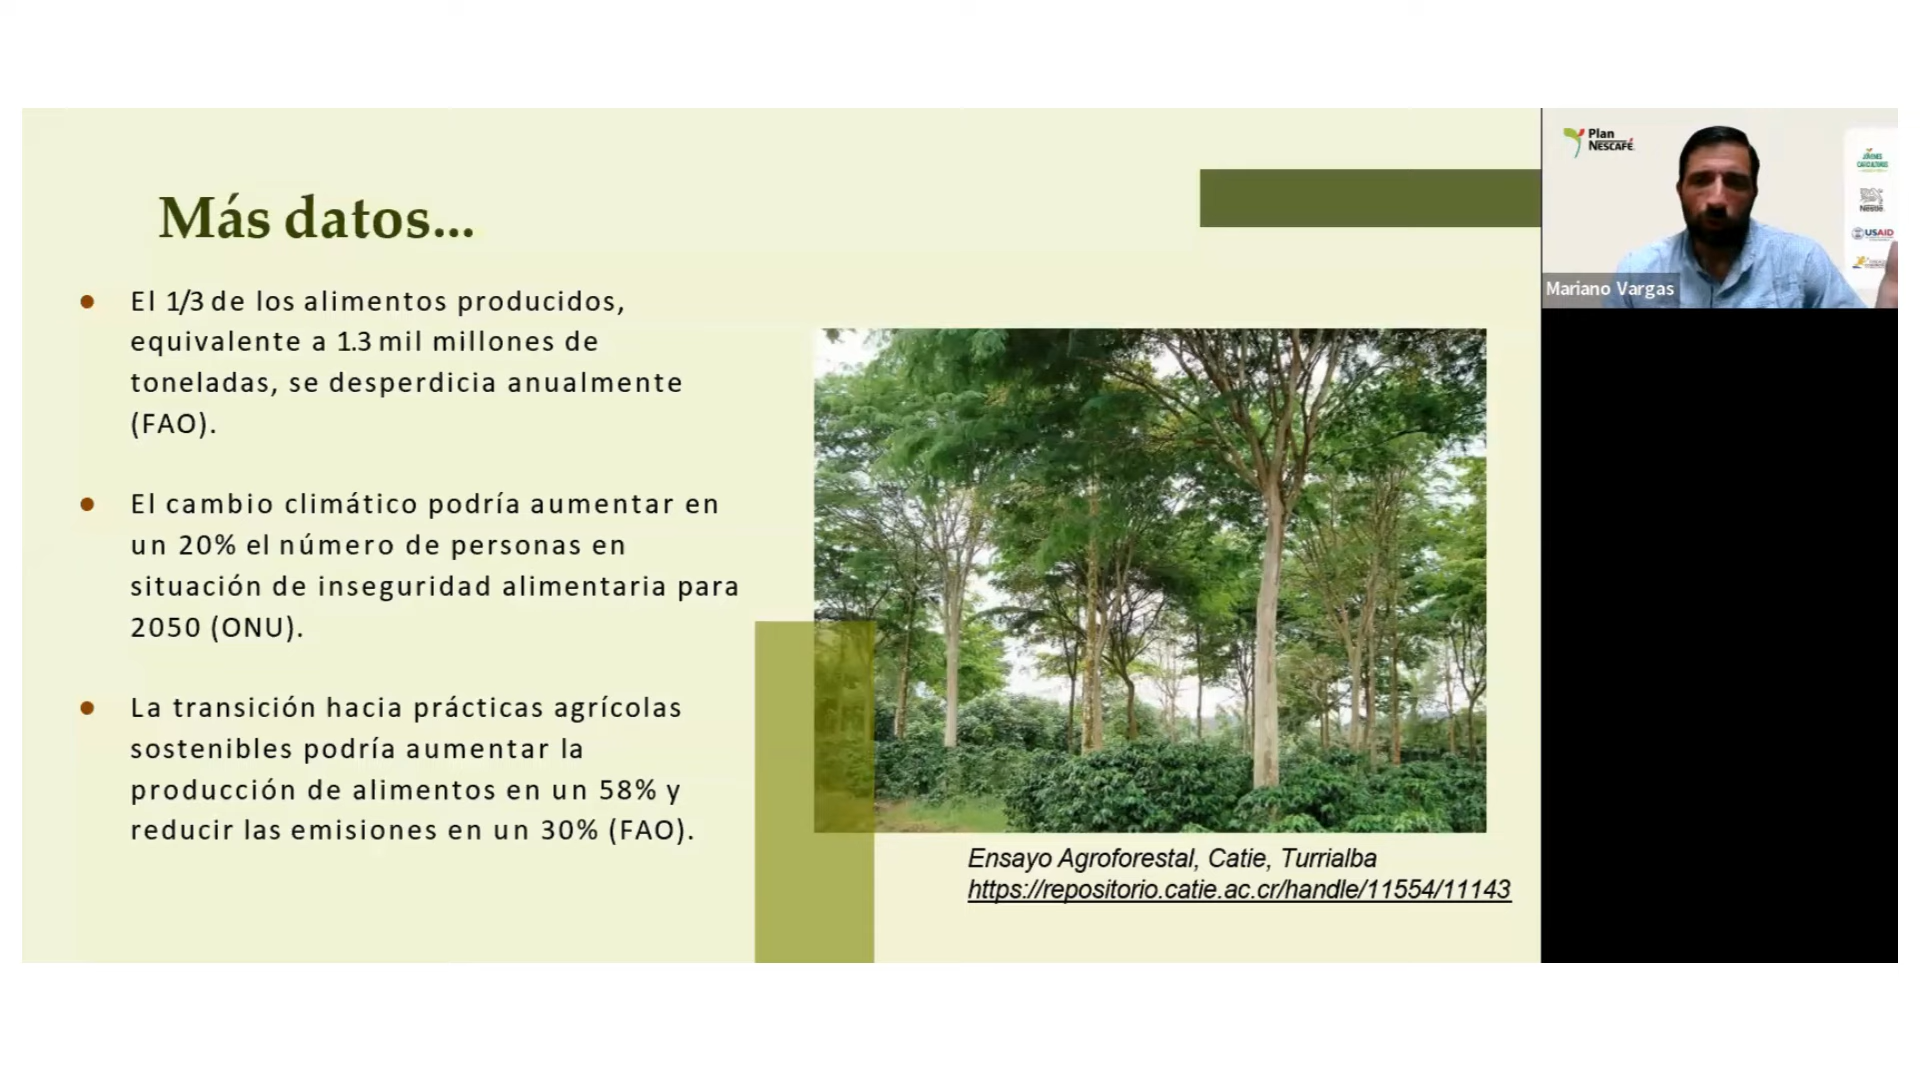 Más datos...
El 1/3 de los alimentos producidos,
equivalente a 1.3 mil millones de
toneladas, se desperdicia anualmente
(FAO).
El cambio climático podría aumentar en
un 20% el número de personas en
situación de inseguridad alimentaria para
2050 (ONU).
La transición hacia prácticas agrícolas
sostenibles podría aumentar la
producción de alimentos en un 58% y
reducir las emisiones en un 30% (FAO).
Ensayo Agroforestal, Catie, Turrialba
https://repositorio.catie.ac.cr/handle/11554/11143
Plan
NESCAFÉ
JÓVENES
CAFICULTORES
Nestlé
USAID
Mariano Vargas